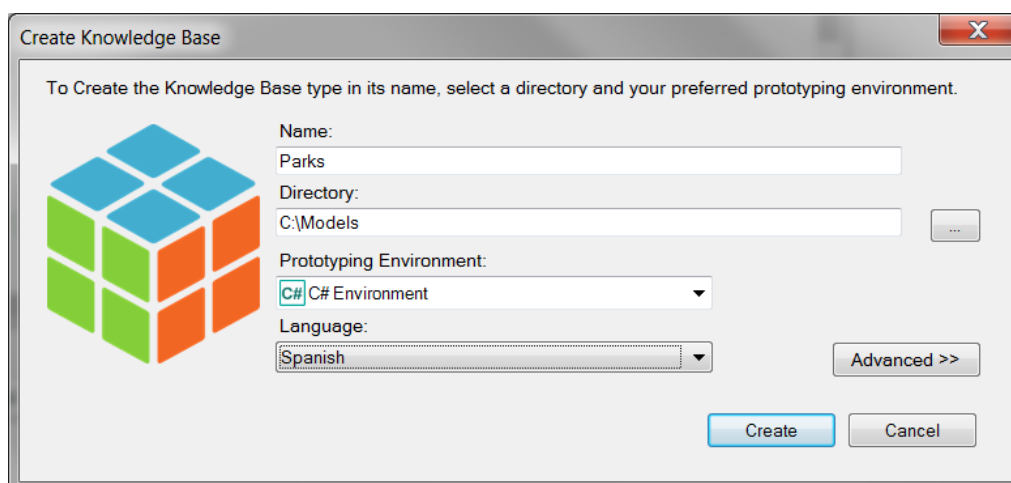 Create Knowledge Base
X
To Create the Knowledge Base type in its name, select a directory and your preferred prototyping environment.
Name:
Parks
Directory:
C:\Models
...
Prototyping Environment:
C# C# Environment
Language:
Spanish
Advanced >>
Create
Cancel